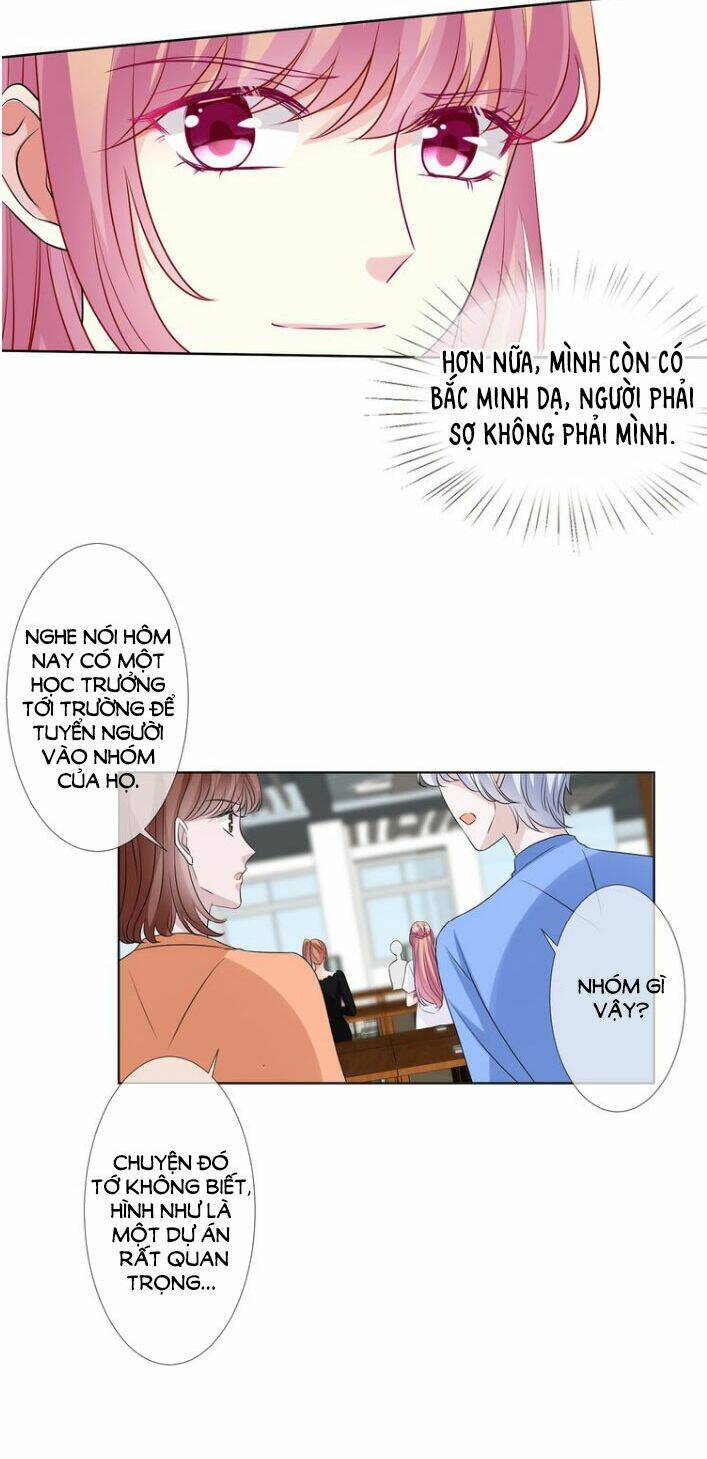 HƠN NỮA, MÌNH CÒN CÓ
BẮC MINH DẠ, NGƯỜI PHẢI
SỢ KHÔNG PHẢI MÌNH.
NGHE NÓI HÔM
NAY CÓ MỘT
HỌC TRƯỞNG
TỚI TRƯỜNG ĐỂ
TUYỂN NGƯỜI
VÀO NHÓM
CỦA HỌ.
NHÓM GÌ
VẬY?
CHUYỆN ĐÓ
TỚ KHÔNG BIẾT,
HÌNH NHƯ LÀ
MỘT DỰ ÁN
RẤT QUAN
TRỌNG...